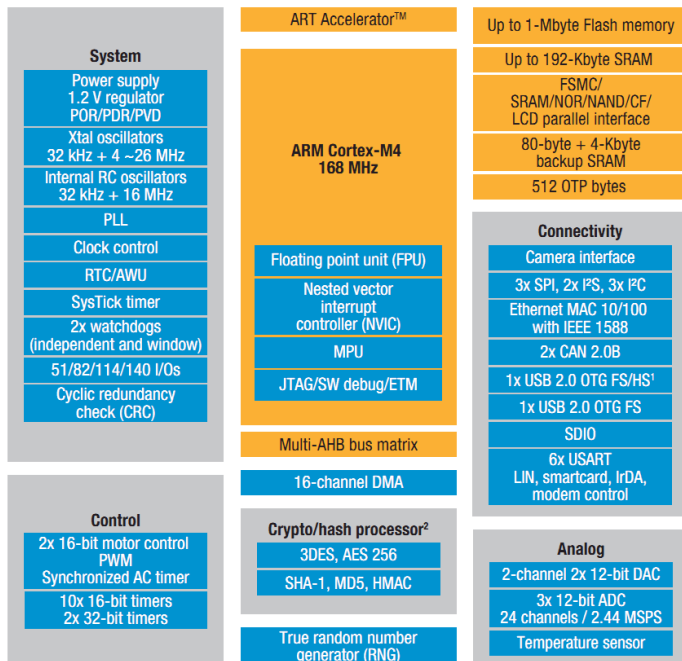 System
Power supply
1.2 V regulator
POR/PDR/PVD
Xtal oscillators
32 kHz + 4 ~26 MHz
Internal RC oscillators
32 kHz + 16 MHz
PLL
Clock control
RTC/AWU
SysTick timer
2x watchdogs
(independent and window)
51/82/114/140 I/Os
Cyclic redundancy
check (CRC)
Control
2x 16-bit motor control
PWM
Synchronized AC timer
10x 16-bit timers
2x 32-bit timers
ART Accelerator™
ARM Cortex-M4
168 MHz
Floating point unit (FPU)
Nested vector
interrupt
controller (NVIC)
MPU
JTAG/SW debug/ETM
Multi-AHB bus matrix
16-channel DMA
Crypto/hash processor²
3DES, AES 256
SHA-1, MD5, HMAC
True random number
generator (RNG)
Up to 1-Mbyte Flash memory
Up to 192-Kbyte SRAM
FSMC/
SRAM/NOR/NAND/CF/
LCD parallel interface
80-byte + 4-Kbyte
backup SRAM
512 OTP bytes
Connectivity
Camera interface
3x SPI, 2x I²S, 3x I²C
Ethernet MAC 10/100
with IEEE 1588
2x CAN 2.0B
1x USB 2.0 OTG FS/HS¹
1x USB 2.0 OTG FS
SDIO
6x USART
LIN, smartcard, IrDA,
modem control
Analog
2-channel 2x 12-bit DAC
3x 12-bit ADC
24 channels / 2.44 MSPS
Temperature sensor